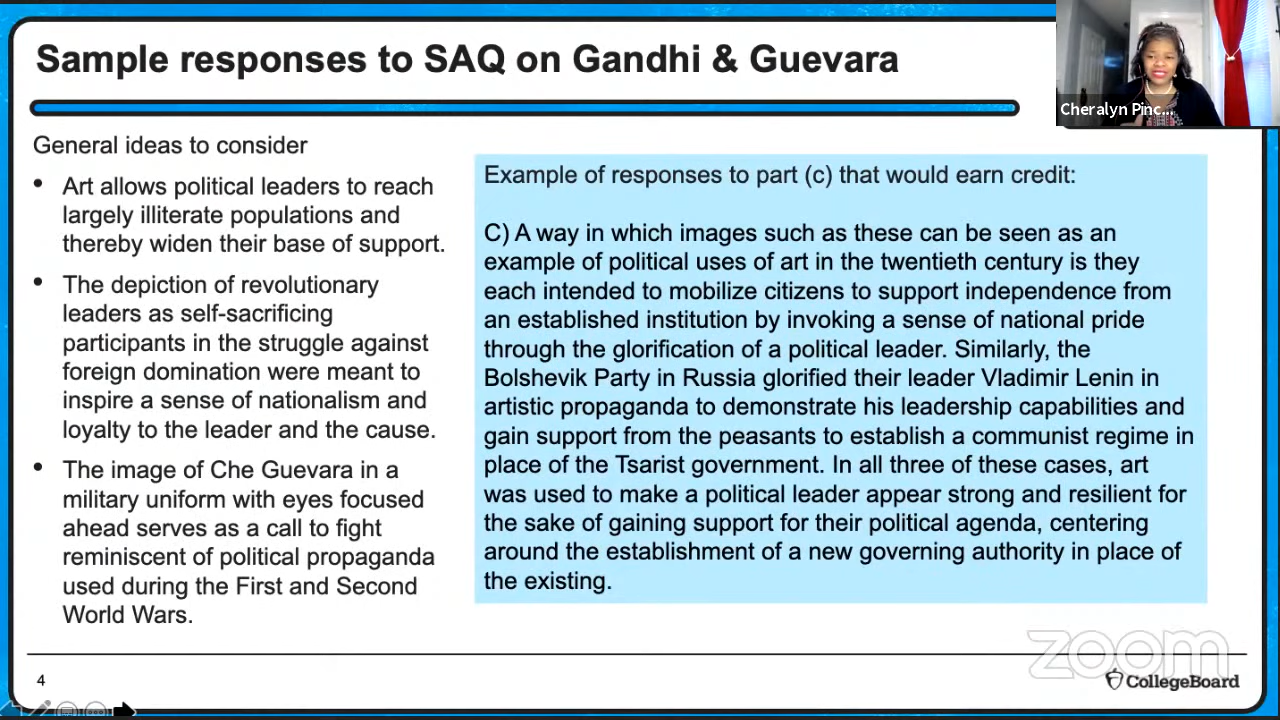 Sample responses to SAQ on Gandhi & Guevara
Cheralyn Pinc...
General ideas to consider
• Art allows political leaders to reach
largely illiterate populations and
thereby widen their base of support.
• The depiction of revolutionary
leaders as self-sacrificing
participants in the struggle against
foreign domination were meant to
inspire a sense of nationalism and
loyalty to the leader and the cause.
• The image of Che Guevara in a
military uniform with eyes focused
ahead serves as a call to fight
reminiscent of political propaganda
used during the First and Second
World Wars.
Example of responses to part (c) that would earn credit:
C) A way in which images such as these can be seen as an
example of political uses of art in the twentieth century is they
each intended to mobilize citizens to support independence from
an established institution by invoking a sense of national pride
through the glorification of a political leader. Similarly, the
Bolshevik Party in Russia glorified their leader Vladimir Lenin in
artistic propaganda to demonstrate his leadership capabilities and
gain support from the peasants to establish a communist regime in
place of the Tsarist government. In all three of these cases, art
was used to make a political leader appear strong and resilient for
the sake of gaining support for their political agenda, centering
around the establishment of a new governing authority in place of
the existing.
zoom
4
CollegeBoard